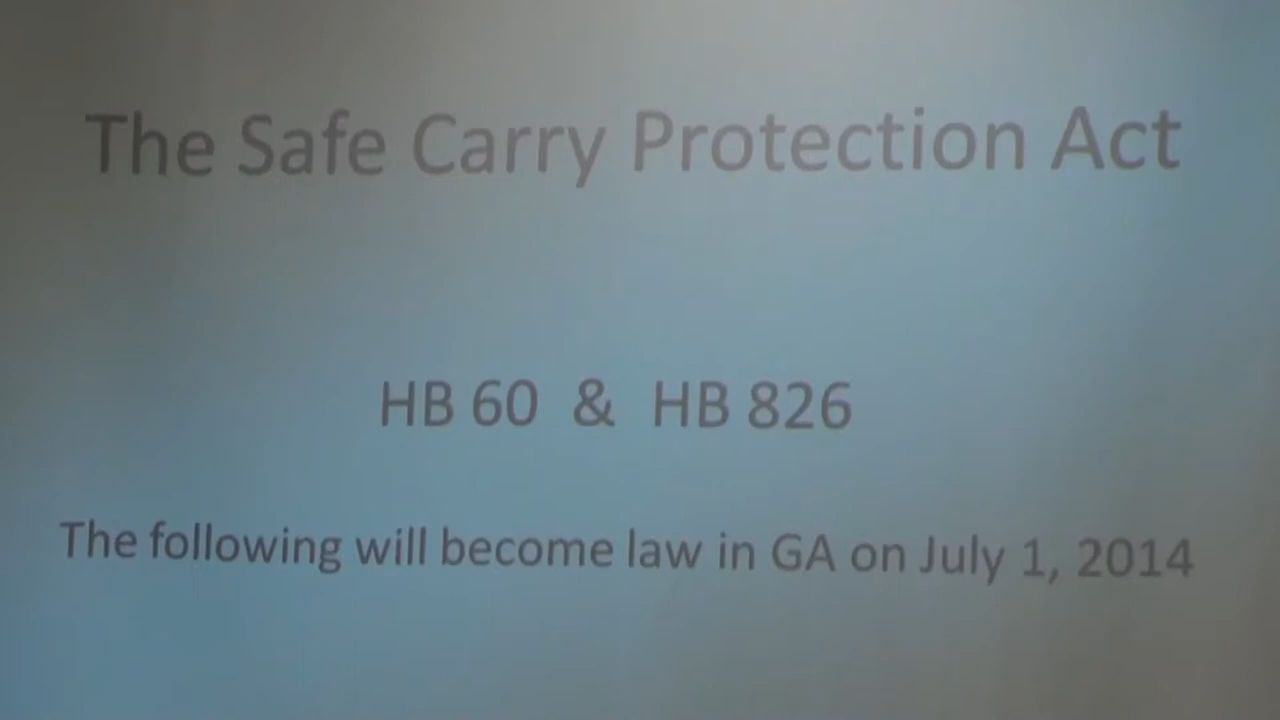 The Safe Carry Protection Act
HB 60 & HB 826
The following will become law in GA on July 1, 2014